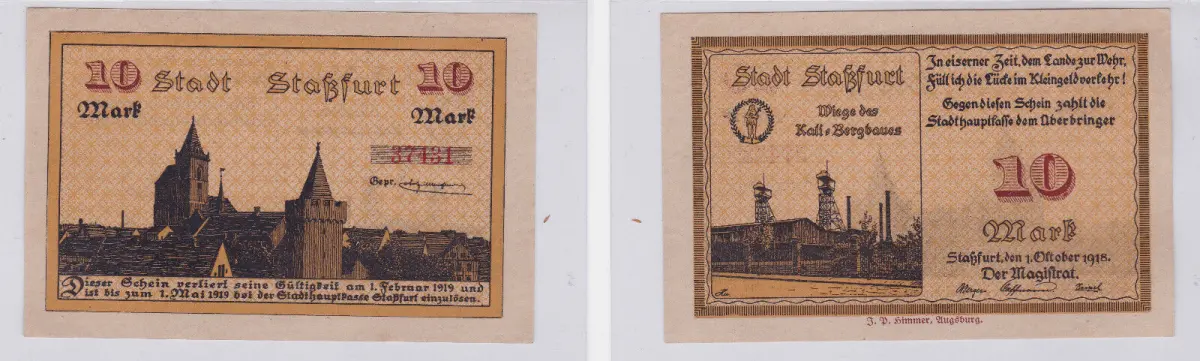 10 Stadt Staßfurt 10
Mark Mark
37431
Gepr.
Dieser Schein verliert seine Gültigkeit am 1. Februar 1919 und
ist bis zum 1. Mai 1919 bei der Stadthauptkasse Staßfurt einzulösen.
Stadt Staßfurt
Wiege des
Kali-Bergbaues
In eiserner Zeit, dem Lande zur Wehr,
Füll ich die Lücke im Kleingeldverkehr!
Gegen diesen Schein zahlt die
Stadthauptkasse dem Überbringer
10
Mark
Staßfurt, den 1. Oktober 1918.
Der Magistrat.
J. P. Himmer, Augsburg.